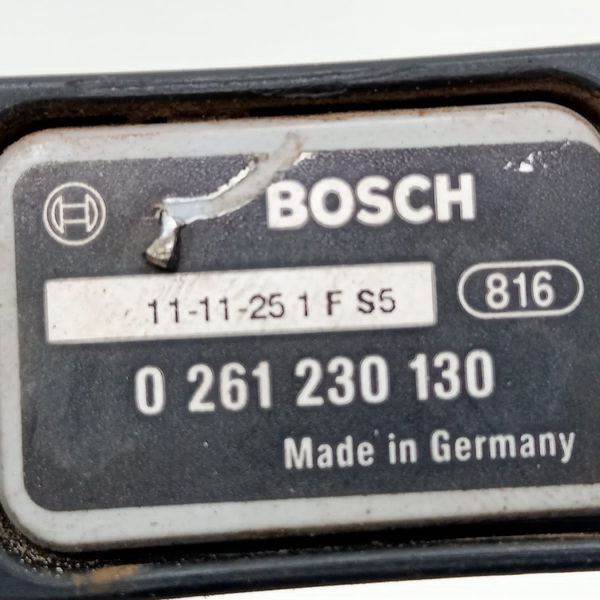 BOSCH
11-11-25 1 F S5
816
0 261 230 130
Made in Germany